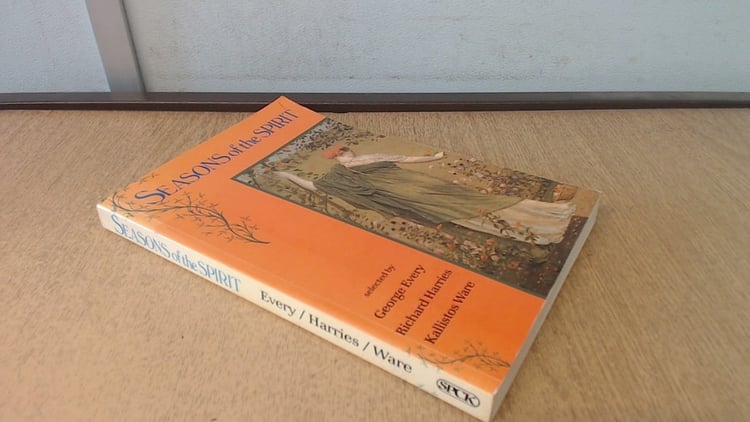 SEASONS of the SPIRIT
selected by
George Every
Richard Harries
Kallistos Ware
SEASONS of the SPIRIT
Every / Harries / Ware
SPCK